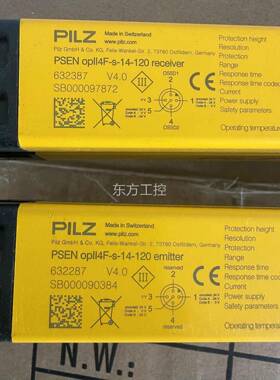 PILZ
Made in Switzerland
www.pilz.com
Pilz GmbH & Co. KG, Felix-Wankel-Str. 2, 73760 Ostfildern, Germany
PSEN opII4F-s-14-120 receiver
632387 V4.0
SB000097872
OSSD1
2
3
1
5
4
OSSD2
Protection height
Protection
Range
Response time
Response time code
Current
Power supply
Safety parameters
Operating temperature
东方工控
PILZ
Made in Switzerland
www.pilz.com
Pilz GmbH & Co. KG, Felix-Wankel-Str. 2, 73760 Ostfildern, Germany
PSEN opII4F-s-14-120 emitter
632287 V4.0
SB000090384
reserved
2
3
1
5
4
reserved
Protection height
Protection
Range
Response time
Response time code
Current
Power supply
Safety parameters
Operating temper
N.W.: